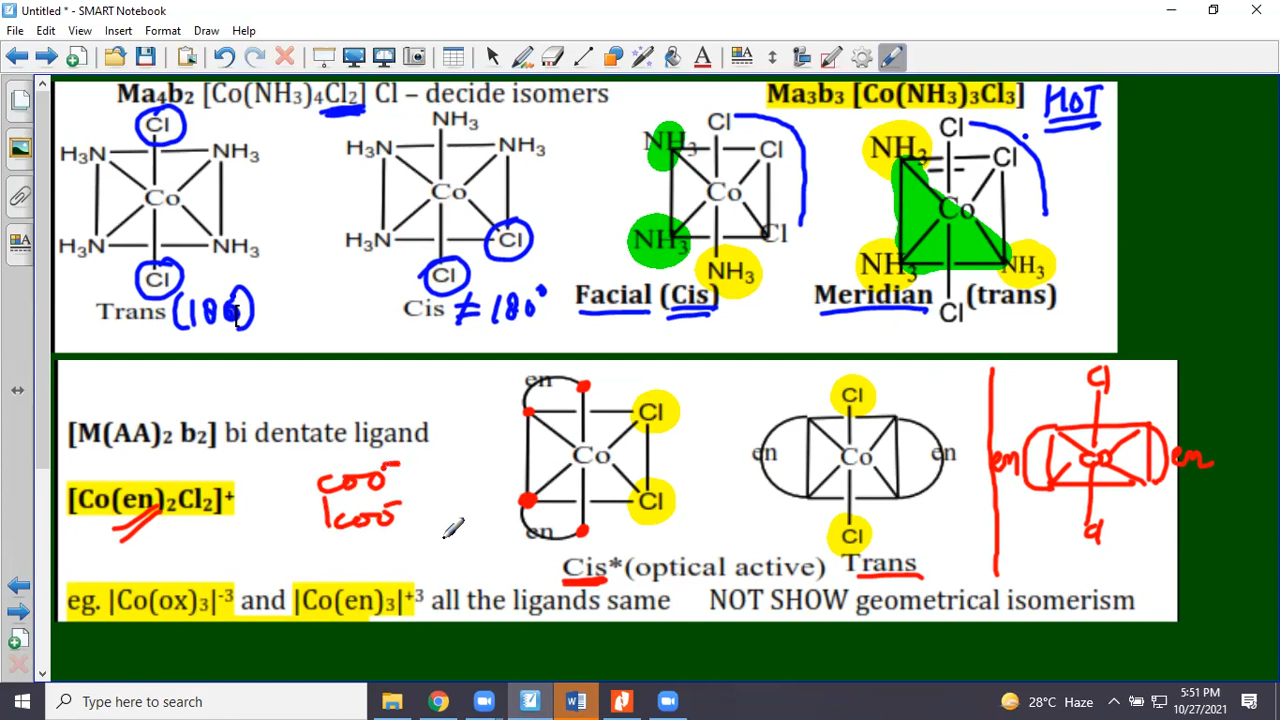 Untitled * - SMART Notebook
File Edit View Insert Format Draw Help
Ma4b2 [Co(NH3)4Cl2] Cl – decide isomers
Ma3b3 [Co(NH3)3Cl3]
HOT
Cl
H3N NH3
Co
H3N NH3
Cl
Trans (180)
NH3
H3N NH3
Co
H3N Cl
Cl
Cis ≠ 180°
Cl
NH3 Cl
Co
NH3 Cl
NH3
Facial (Cis)
Cl
NH3 Cl
Co
NH3 NH3
Cl
Meridian (trans)
[M(AA)2 b2] bi dentate ligand
[Co(en)2Cl2]+
coo-
coo-
en
Cl
Co
Cl
en
Cis*(optical active)
Cl
en Co en
Cl
Trans
Cl
en Co en
Cl
eg. |Co(ox)3|-3 and |Co(en)3|+3 all the ligands same NOT SHOW geometrical isomerism
Type here to search
28°C Haze
5:51 PM
10/27/2021